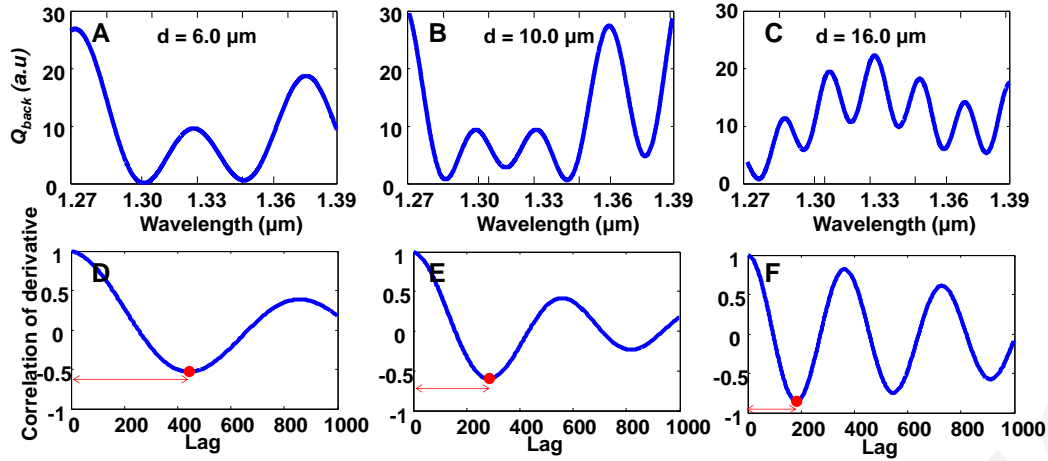 A
d = 6.0 µm
B
d = 10.0 µm
C
d = 16.0 µm
Q_back (a.u)
30
20
10
0
1.27 1.30 1.33 1.36 1.39
Wavelength (µm)
30
20
10
0
1.27 1.30 1.33 1.36 1.39
Wavelength (µm)
30
20
10
0
1.27 1.30 1.33 1.36 1.39
Wavelength (µm)
D
E
F
Correlation of derivative
1
0.5
0
-0.5
-1
0 200 400 600 800 1000
Lag
1
0.5
0
-0.5
-1
0 200 400 600 800 1000
Lag
1
0.5
0
-0.5
-1
0 200 400 600 800 1000
Lag